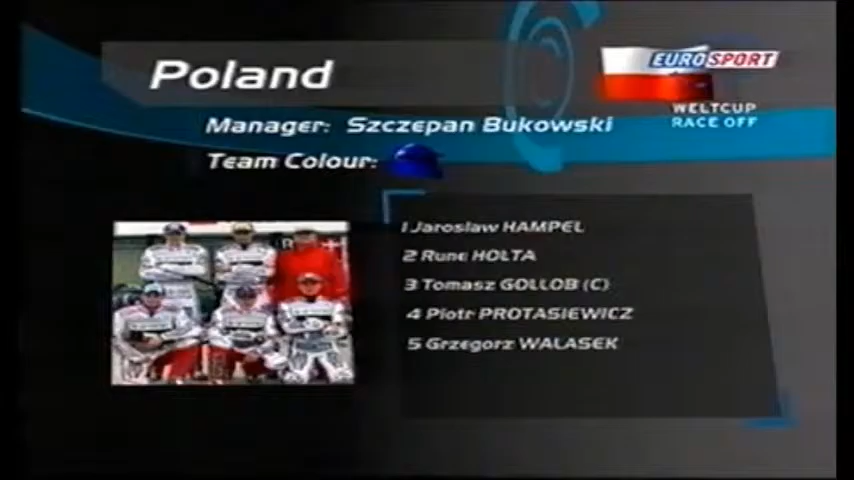 Poland
EUROSPORT
WELTCUP
RACE OFF
Manager: Szczepan Bukowski
Team Colour:
1 Jaroslaw HAMPEL
2 Rune HOLTA
3 Tomasz GOLLOB (C)
4 Piotr PROTASIEWICZ
5 Grzegorz WALASEK